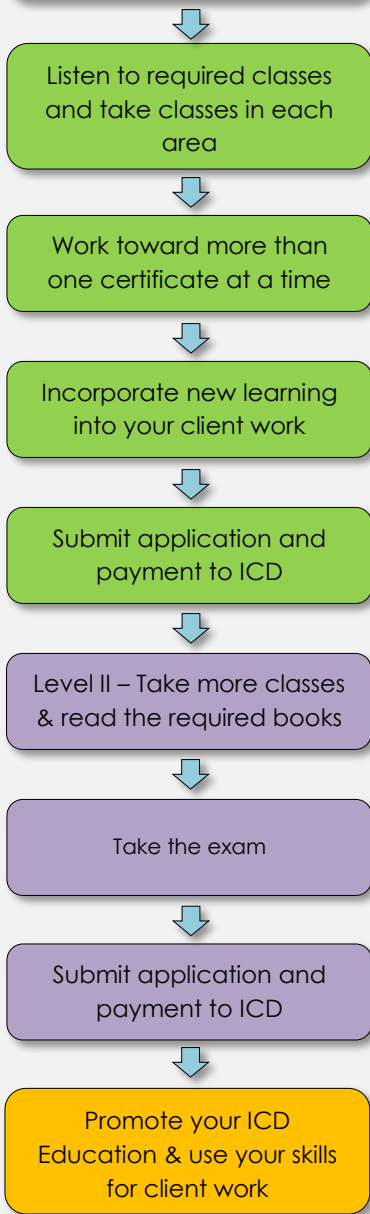 Listen to required classes
and take classes in each
area
Work toward more than
one certificate at a time
Incorporate new learning
into your client work
Submit application and
payment to ICD
Level II – Take more classes
& read the required books
Take the exam
Submit application and
payment to ICD
Promote your ICD
Education & use your skills
for client work